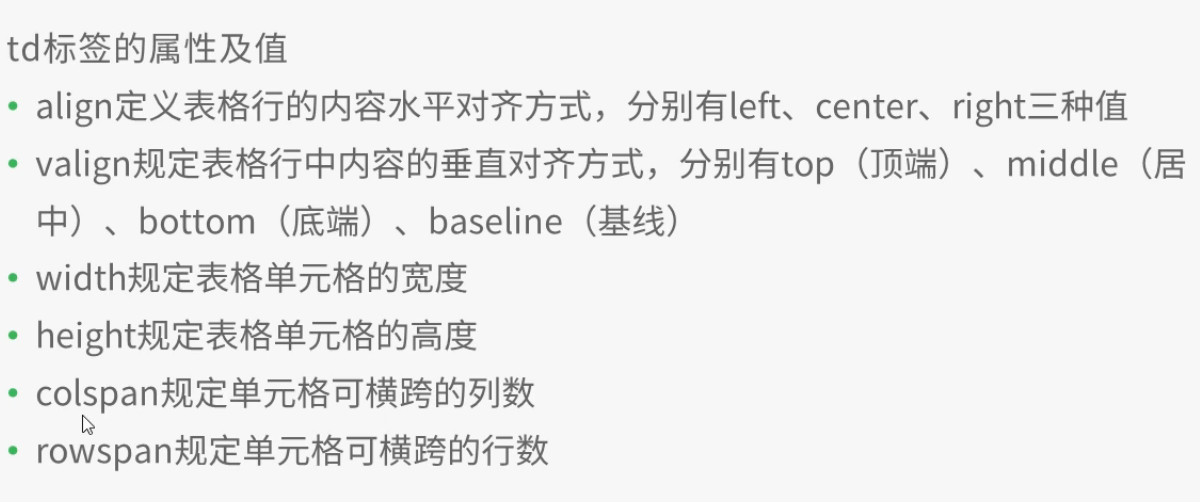 td标签的属性及值
• align定义表格行的内容水平对齐方式，分别有left、center、right三种值
• valign规定表格行中内容的垂直对齐方式，分别有top（顶端）、middle（居
中）、bottom（底端）、baseline（基线）
• width规定表格单元格的宽度
• height规定表格单元格的高度
• colspan规定单元格可横跨的列数
• rowspan规定单元格可横跨的行数